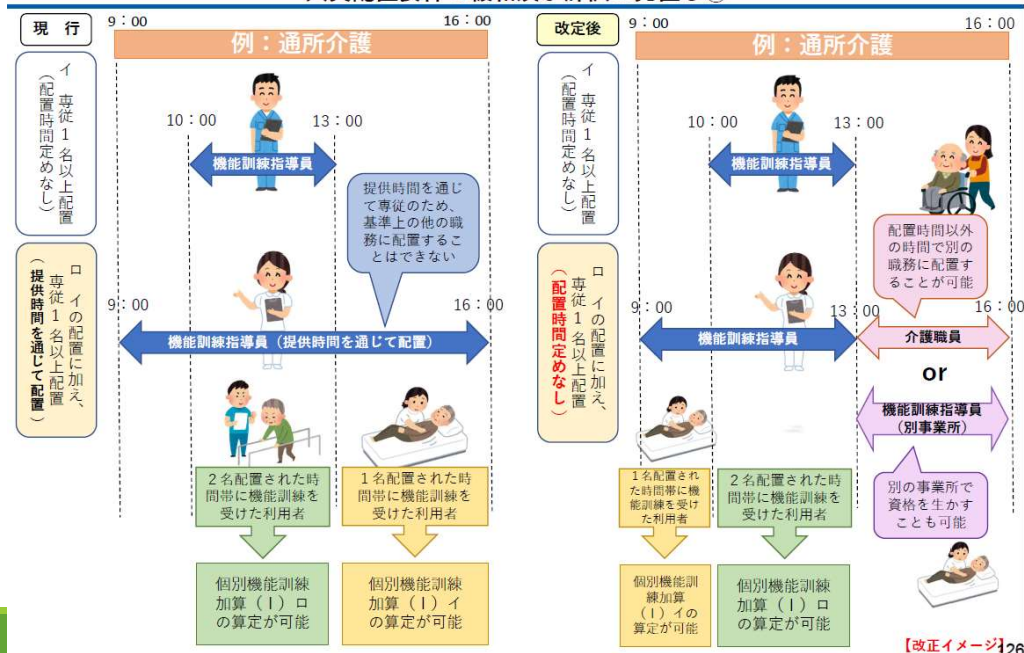 現 行
9：00
16：00
例：通所介護
イ 専従１名以上配置
（配置時間定めなし）
10：00
13：00
機能訓練指導員
提供時間を通じ
て専従のため、
基準上の他の職
務に配置するこ
とはできない
ロ イの配置に加え、
専従１名以上配置
（提供時間を通じて配置）
9：00
16：00
機能訓練指導員（提供時間を通じて配置）
２名配置された時
間帯に機能訓練を
受けた利用者
１名配置された時
間帯に機能訓練を
受けた利用者
個別機能訓練
加算（Ⅰ）ロ
の算定が可能
個別機能訓練
加算（Ⅰ）イ
の算定が可能
改定後
9：00
16：00
例：通所介護
イ 専従１名以上配置
（配置時間定めなし）
10：00
13：00
機能訓練指導員
配置時間以外
の時間で別の
職務に配置す
ることが可能
ロ イの配置に加え、
専従１名以上配置
（配置時間定めなし）
9：00
13：00
16：00
機能訓練指導員
介護職員
or
機能訓練指導員
（別事業所）
別の事業所で
資格を生かす
ことも可能
１名配置され
た時間帯に機
能訓練を受け
た利用者
２名配置された時
間帯に機能訓練を
受けた利用者
個別機能訓
練加算
（Ⅰ）イの
算定が可能
個別機能訓練
加算（Ⅰ）ロ
の算定が可能
【改正イメージ】
126